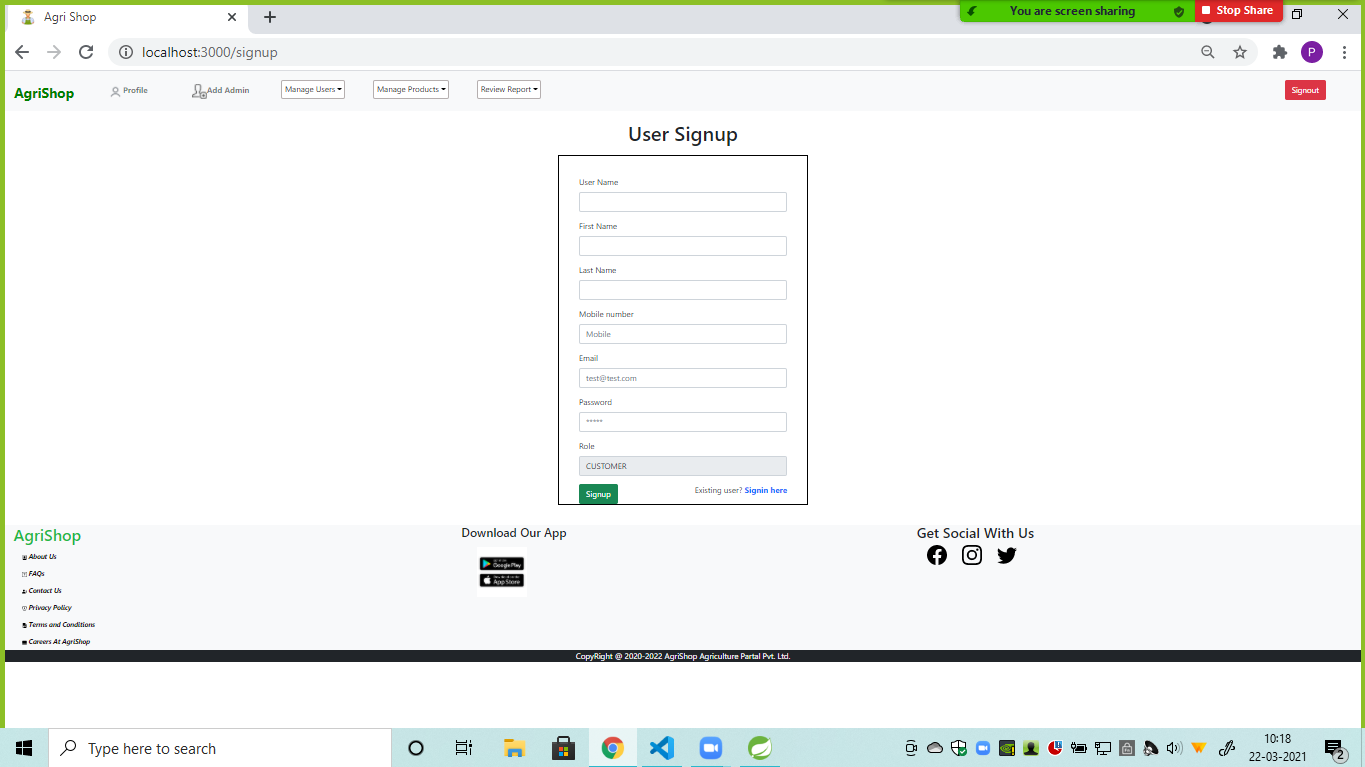 Agri Shop
You are screen sharing
Stop Share
localhost:3000/signup
P
AgriShop
Profile
Add Admin
Manage Users
Manage Products
Review Report
Signout
User Signup
User Name
First Name
Last Name
Mobile number
Mobile
Email
test@test.com
Password
*****
Role
CUSTOMER
Signup
Existing user? Signin here
AgriShop
About Us
FAQs
Contact Us
Privacy Policy
Terms and Conditions
Careers At AgriShop
Download Our App
Google Play
App Store
Get Social With Us
CopyRight @ 2020-2022 AgriShop Agriculture Partal Pvt. Ltd.
Type here to search
10:18
22-03-2021
2